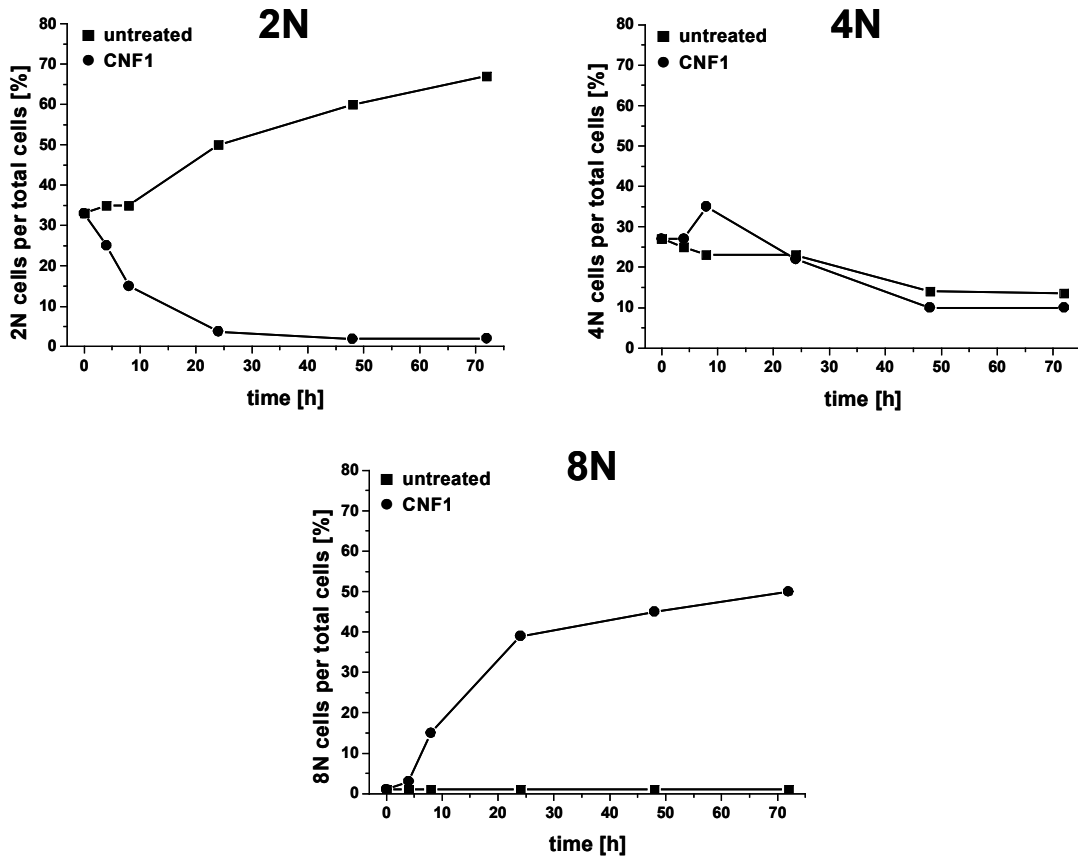 2N
untreated
CNF1
2N cells per total cells [%]
80
70
60
50
40
30
20
10
0
0 10 20 30 40 50 60 70
time [h]
4N
untreated
CNF1
4N cells per total cells [%]
80
70
60
50
40
30
20
10
0
0 10 20 30 40 50 60 70
time [h]
8N
untreated
CNF1
8N cells per total cells [%]
80
70
60
50
40
30
20
10
0
0 10 20 30 40 50 60 70
time [h]